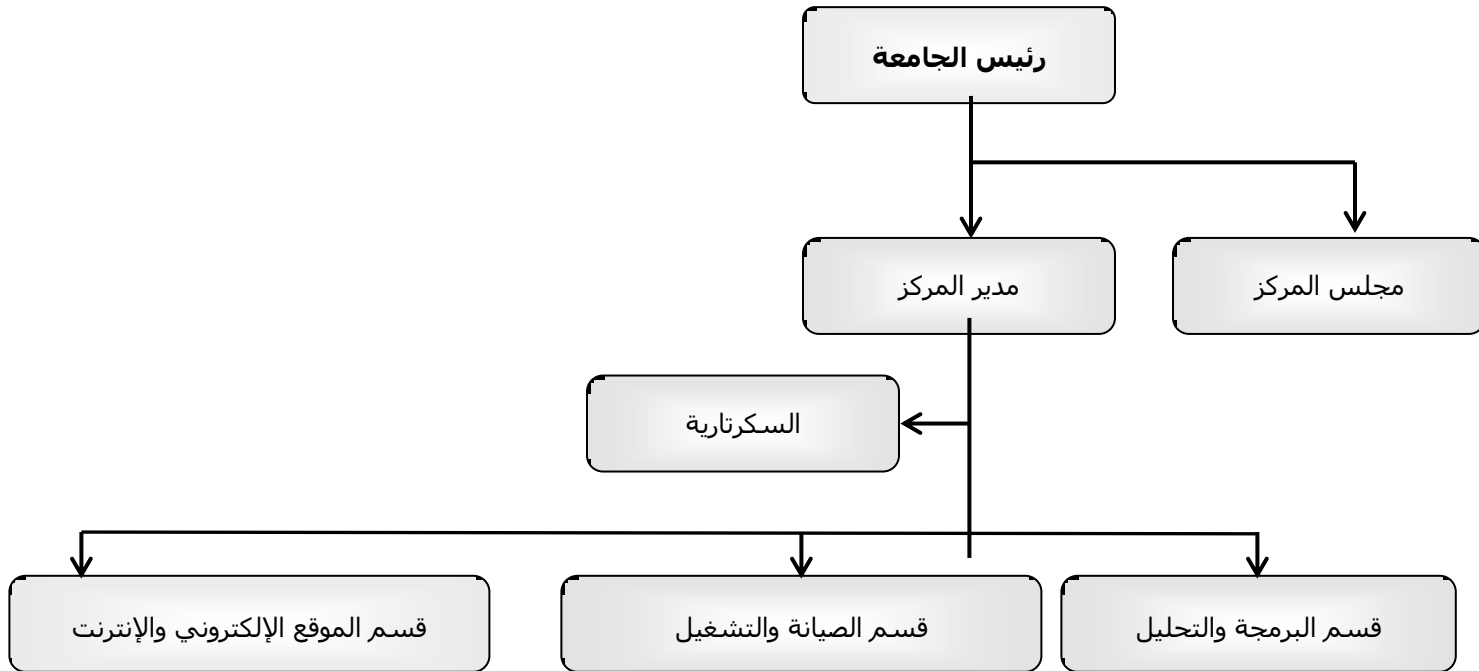 رئيس الجامعة
مجلس المركز
مدير المركز
السكرتارية
قسم البرمجة والتحليل
قسم الصيانة والتشغيل
قسم الموقع الإلكتروني والإنترنت